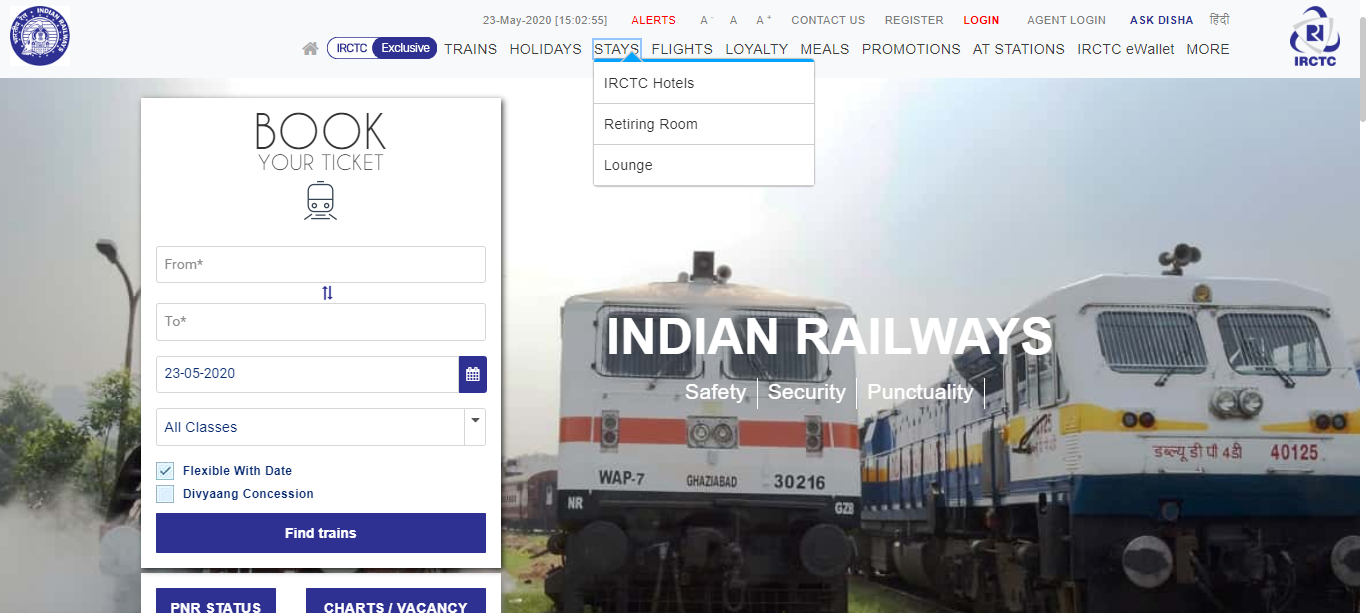 23-May-2020 [15:02:55] ALERTS A - A A + CONTACT US REGISTER LOGIN AGENT LOGIN ASK DISHA हिंदी
IRCTC Exclusive TRAINS HOLIDAYS STAYS FLIGHTS LOYALTY MEALS PROMOTIONS AT STATIONS IRCTC eWallet MORE
IRCTC
IRCTC Hotels
Retiring Room
Lounge
BOOK
YOUR TICKET
From*
To*
23-05-2020
All Classes
Flexible With Date
Divyaang Concession
Find trains
PNR STATUS
CHARTS / VACANCY
INDIAN RAILWAYS
Safety Security Punctuality
WAP-7 GHAZIABAD 30216
NR GZB
डब्ल्यू डी पी 4डी 40125